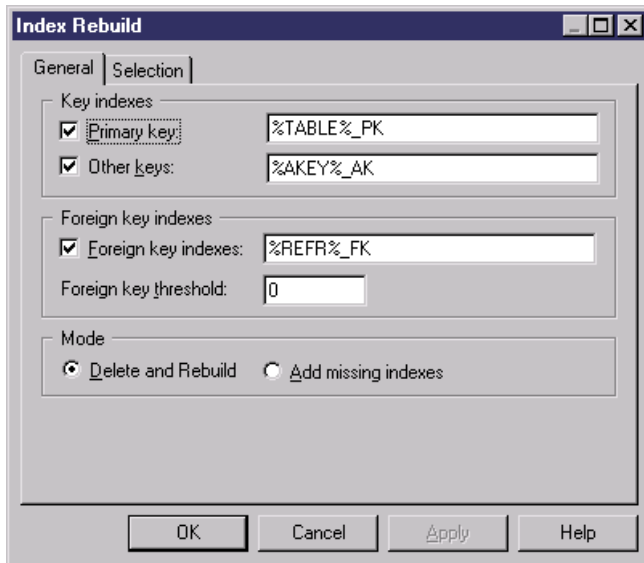 Index Rebuild
General Selection
Key indexes
Primary key: %TABLE%_PK
Other keys: %AKEY%_AK
Foreign key indexes
Foreign key indexes: %REFR%_FK
Foreign key threshold: 0
Mode
Delete and Rebuild Add missing indexes
OK Cancel Apply Help